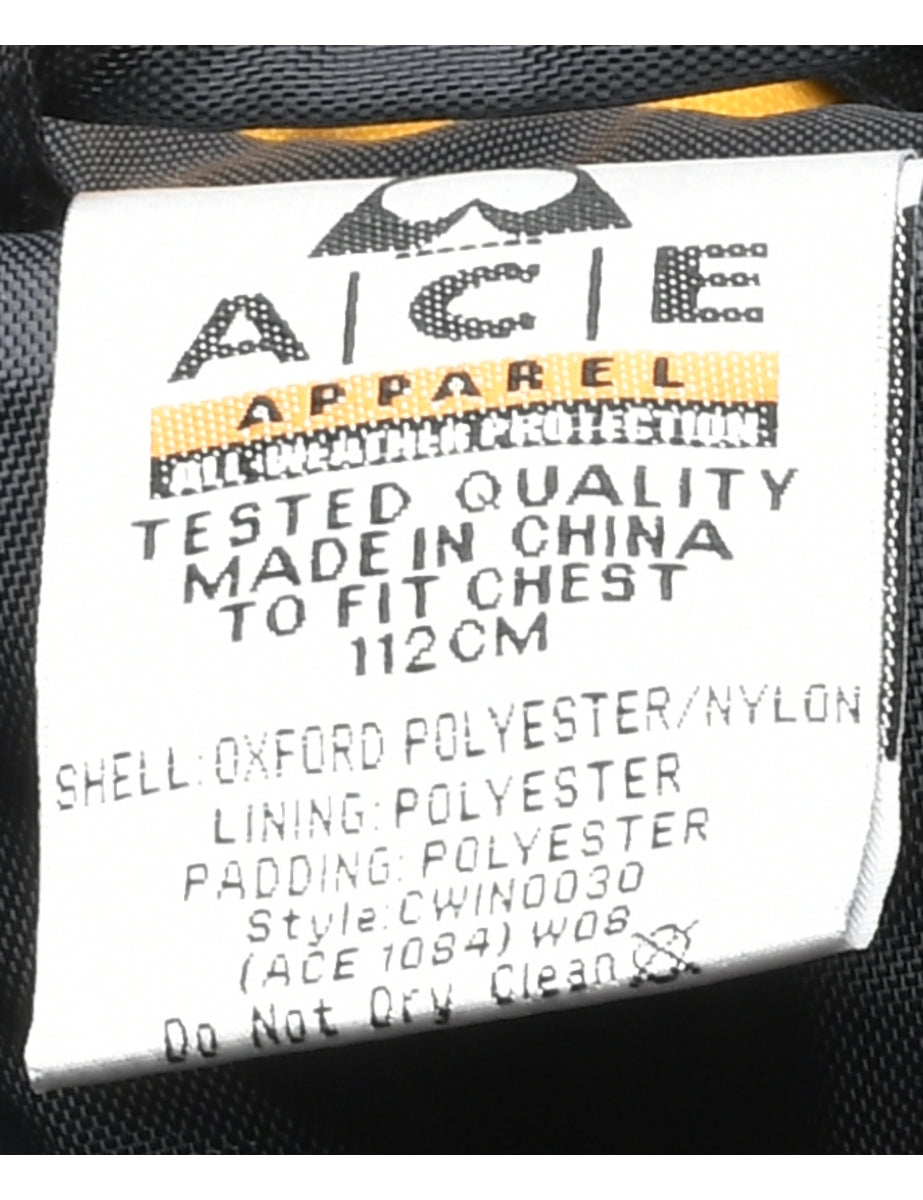 A|C|E
APPAREL
ALL-WEATHER PROTECTION
TESTED QUALITY
MADE IN CHINA
TO FIT CHEST
112CM
SHELL:OXFORD POLYESTER/NYLON
LINING:POLYESTER
PADDING:POLYESTER
Style:CWIN0030
(ACE 1084) W08
Do Not Dry Clean